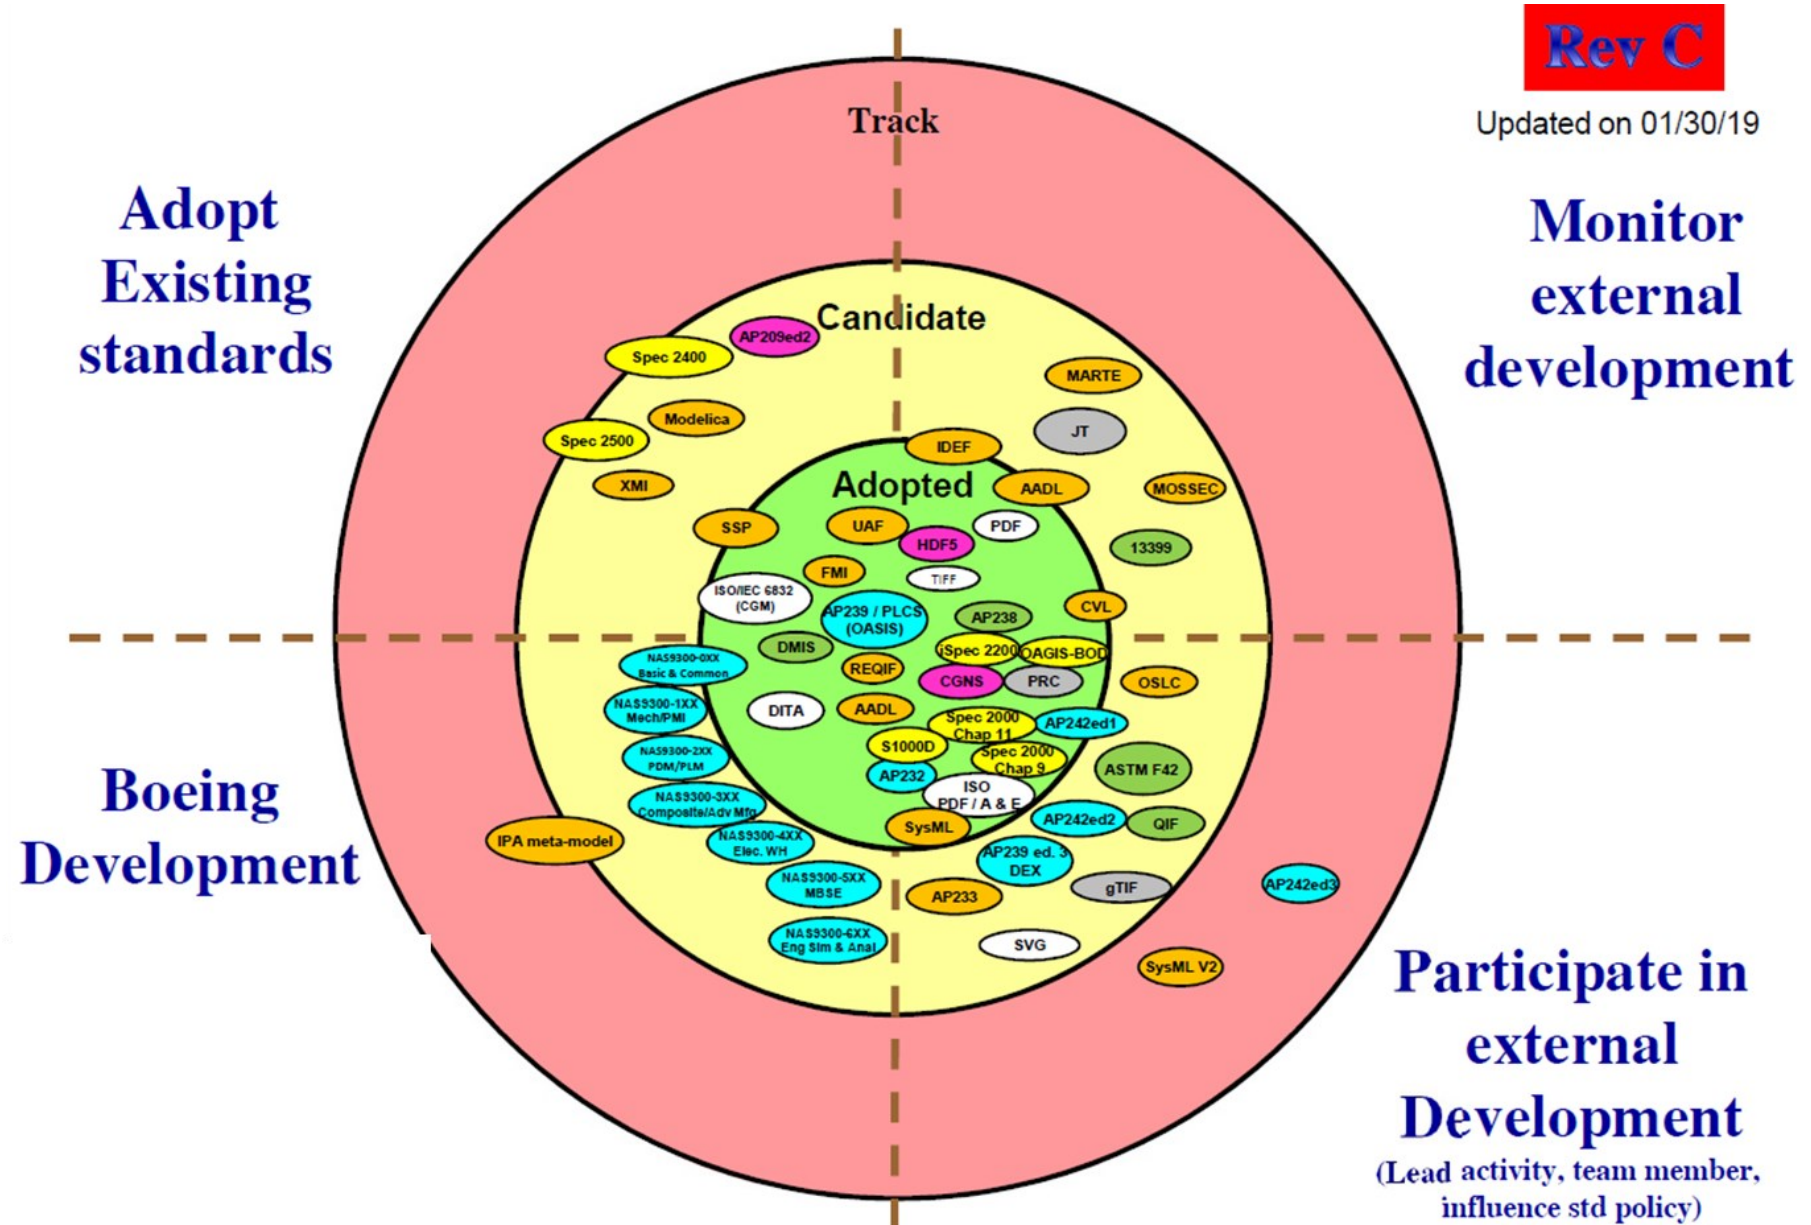 Rev C
Updated on 01/30/19
Track
Adopt
Existing
standards
Monitor
external
development
Candidate
AP209ed2
Spec 2400
MARTE
Modelica
JT
Spec 2500
IDEF
XMI
Adopted
AADL
MOSSEC
SSP
UAF
PDF
HDF5
13399
FMI
TIFF
ISO/IEC 6832
(CGM)
AP239 / PLCS
(OASIS)
AP238
CVL
DMIS
iSpec 2200
OAGIS-BOD
NAS9300-0XX
Basic & Common
REQIF
CGNS
PRC
OSLC
NAS9300-1XX
Mech/PMI
DITA
AADL
Spec 2000
Chap 11
AP242ed1
NAS9300-2XX
PDM/PLM
S1000D
Spec 2000
Chap 9
ASTM F42
AP232
Boeing
Development
NAS9300-3XX
Composite/Adv Mfg
ISO
PDF / A & E
AP242ed2
QIF
SysML
IPA meta-model
NAS9300-4XX
Elec. WH
AP239 ed. 3
DEX
NAS9300-5XX
MBSE
AP233
gTIF
AP242ed3
NAS9300-6XX
Eng Sim & Anal
SVG
SysML V2
Participate in
external
Development
(Lead activity, team member,
influence std policy)